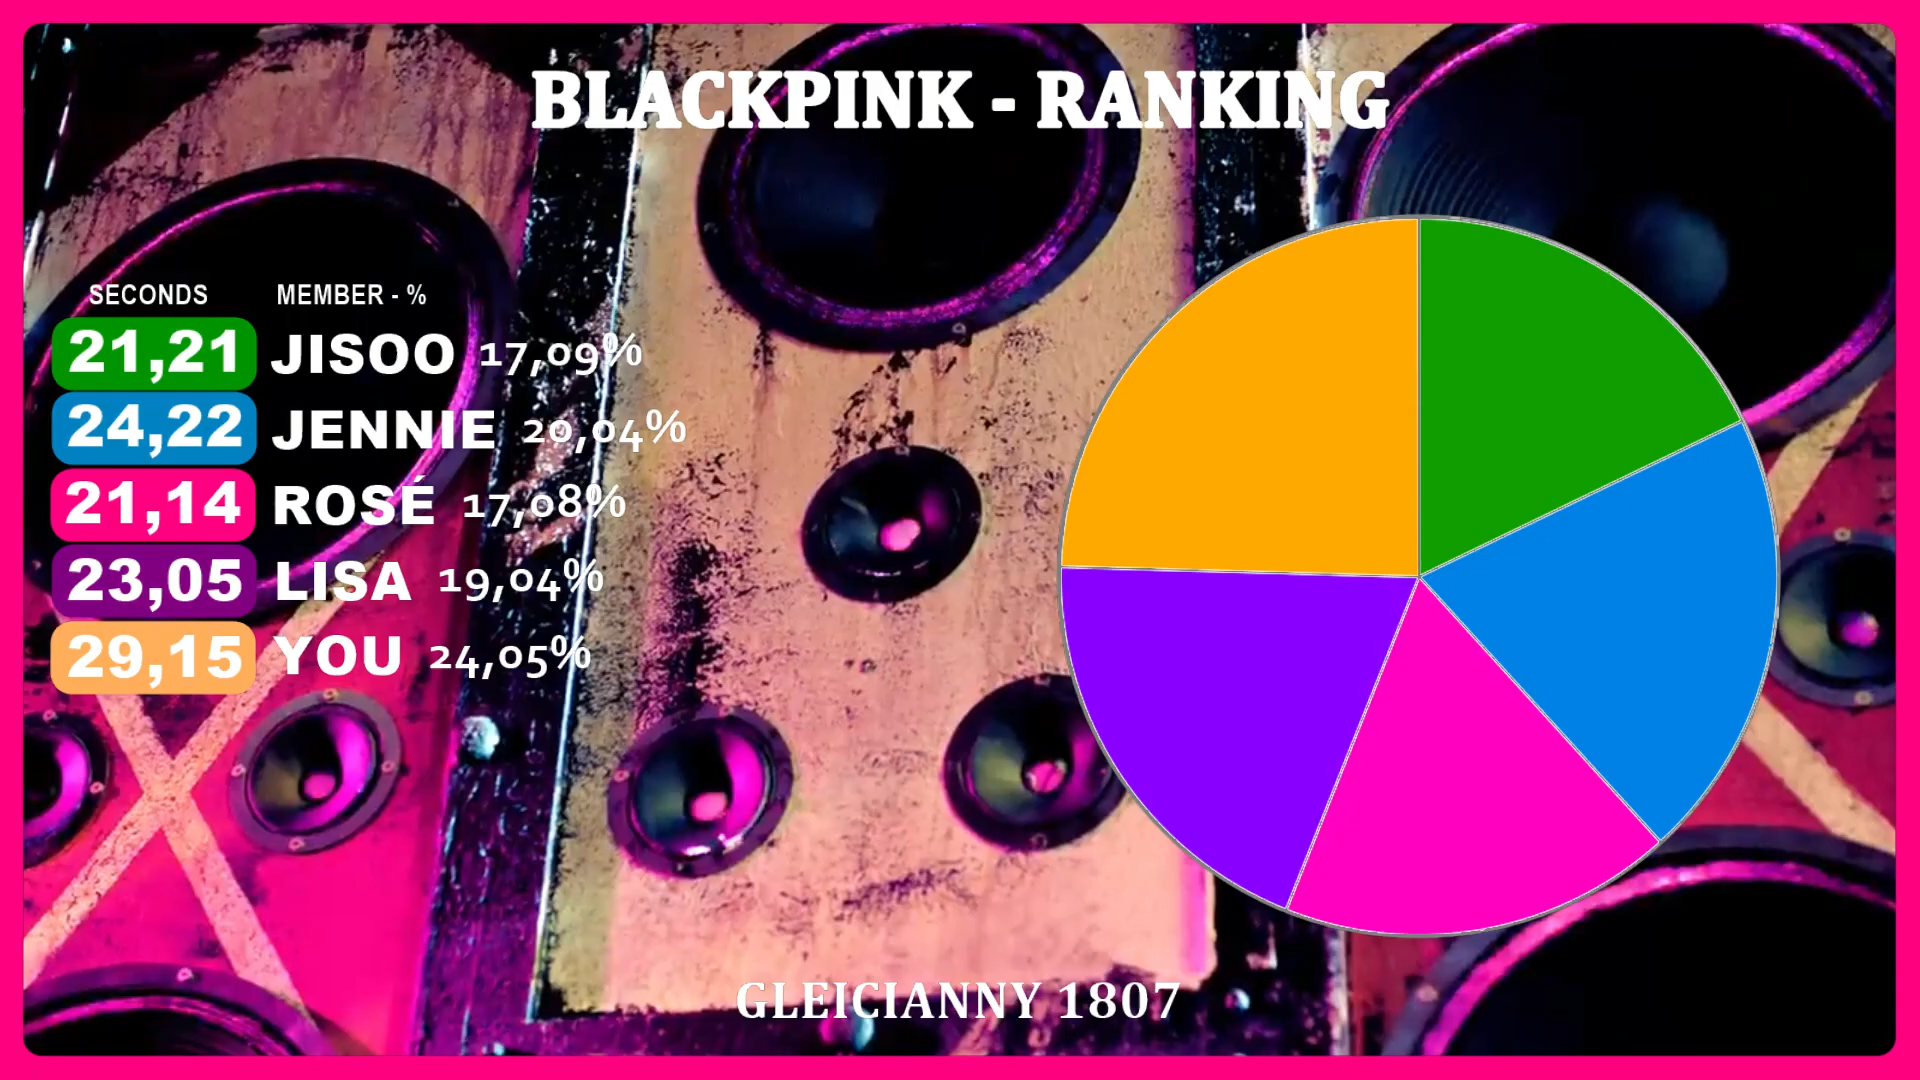 BLACKPINK - RANKING
SECONDS MEMBER - %
21,21 JISOO 17,09%
24,22 JENNIE 20,04%
21,14 ROSÉ 17,08%
23,05 LISA 19,04%
29,15 YOU 24,05%
GLEICIANNY 1807